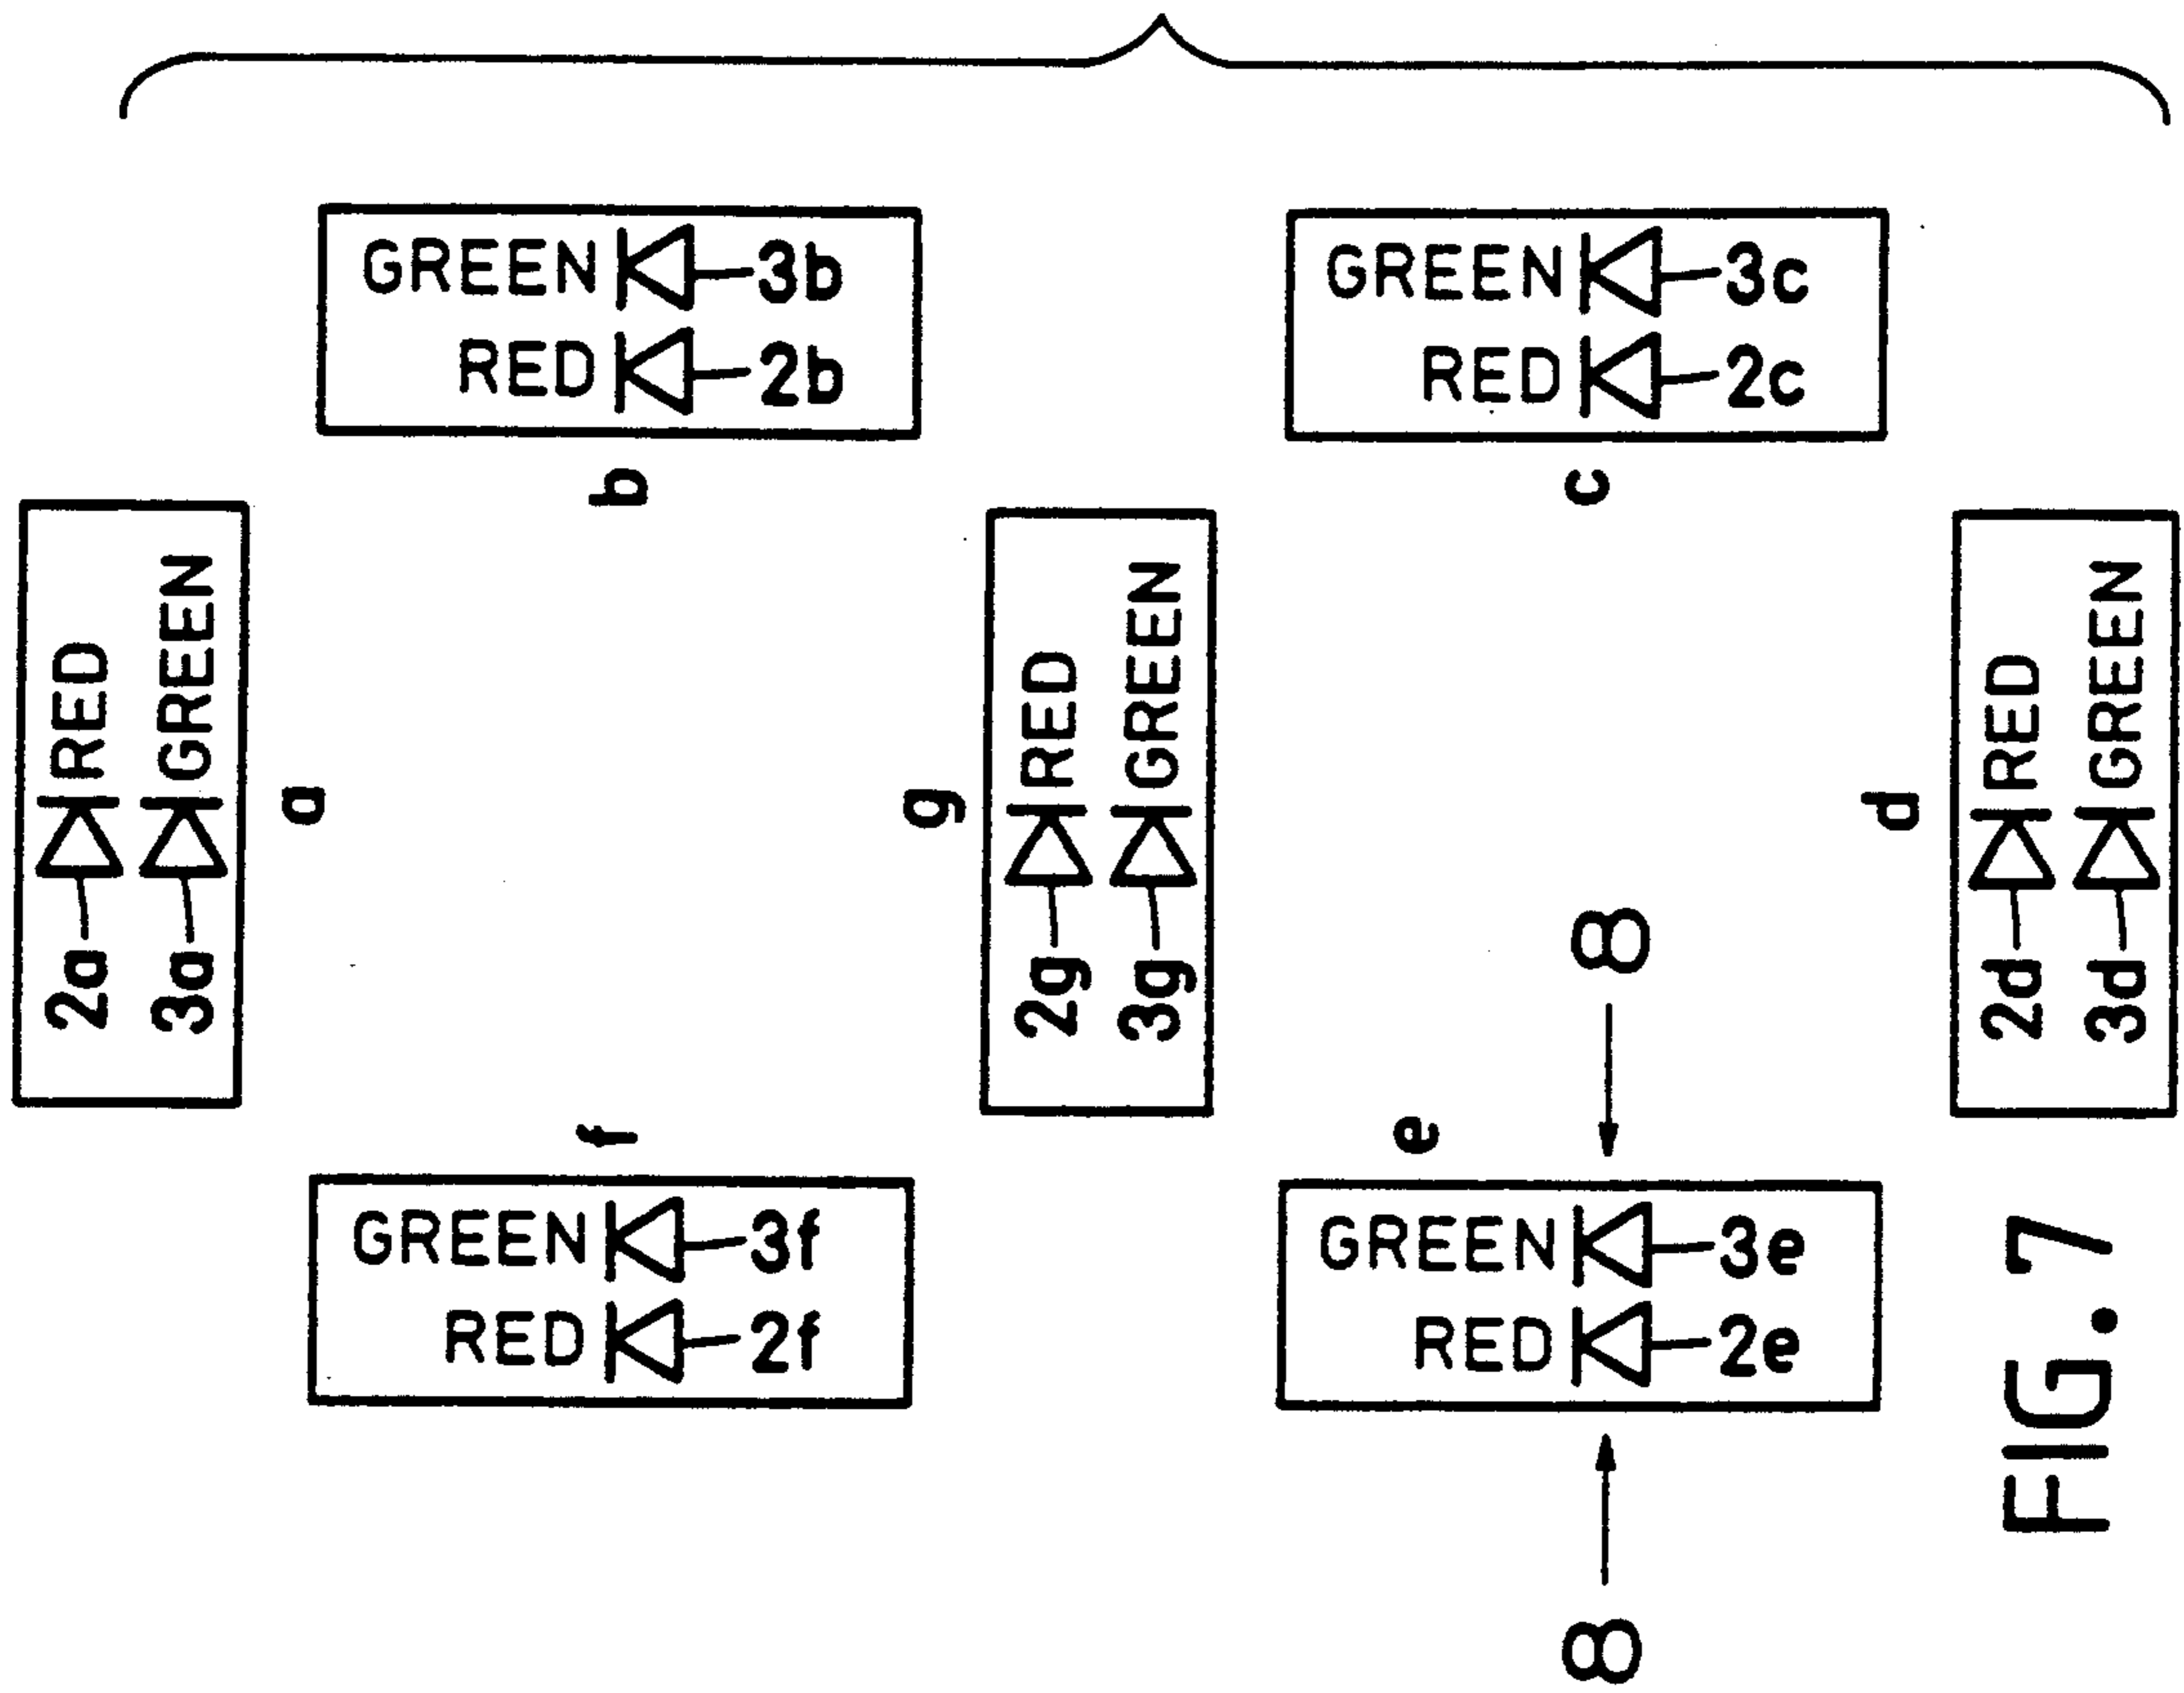 2a RED
3a GREEN
a
GREEN 3b
RED 2b
b
f
GREEN 3f
RED 2f
g
2g RED
3g GREEN
GREEN 3c
RED 2c
c
e
8
GREEN 3e
RED 2e
8
d
2d RED
3d GREEN
FIG.7